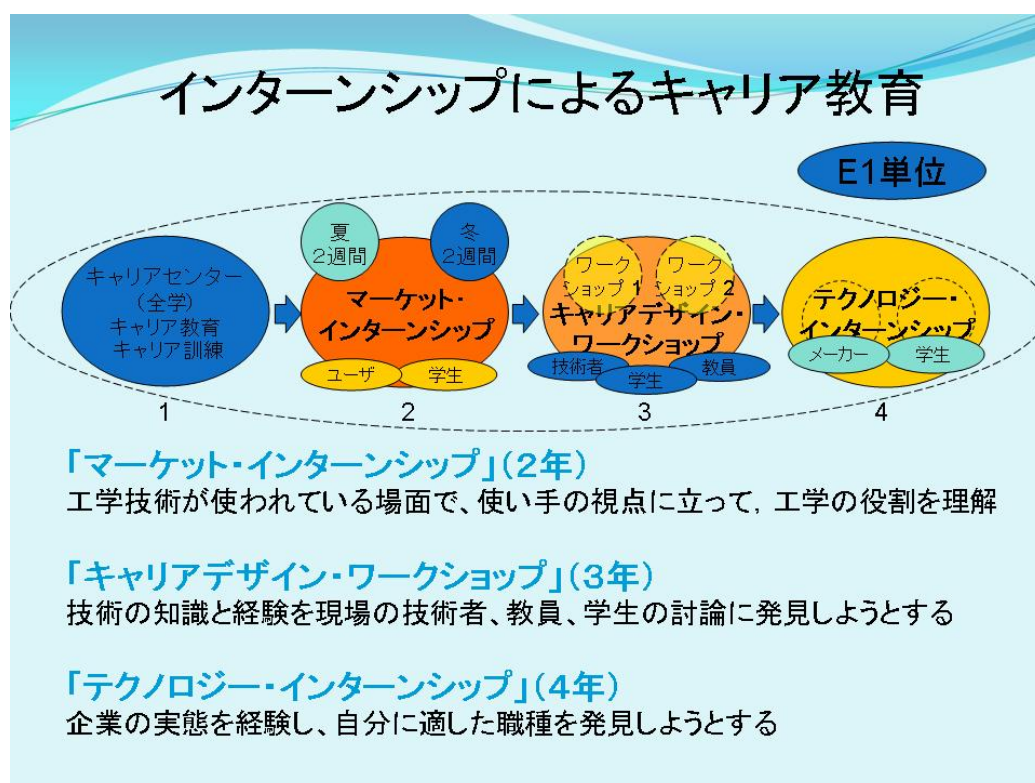 インターンシップによるキャリア教育
E1単位
キャリアセンター
(全学)
キャリア教育
キャリア訓練
1
夏
2週間
冬
2週間
マーケット・
インターンシップ
ユーザ
学生
2
ワーク
ショップ 1
ワーク
ショップ 2
キャリアデザイン・
ワークショップ
技術者
学生
教員
3
テクノロジー・
インターンシップ
メーカー
学生
4
「マーケット・インターンシップ」(2年)
工学技術が使われている場面で、使い手の視点に立って, 工学の役割を理解
「キャリアデザイン・ワークショップ」(3年)
技術の知識と経験を現場の技術者、教員、学生の討論に発見しようとする
「テクノロジー・インターンシップ」(4年)
企業の実態を経験し、自分に適した職種を発見しようとする